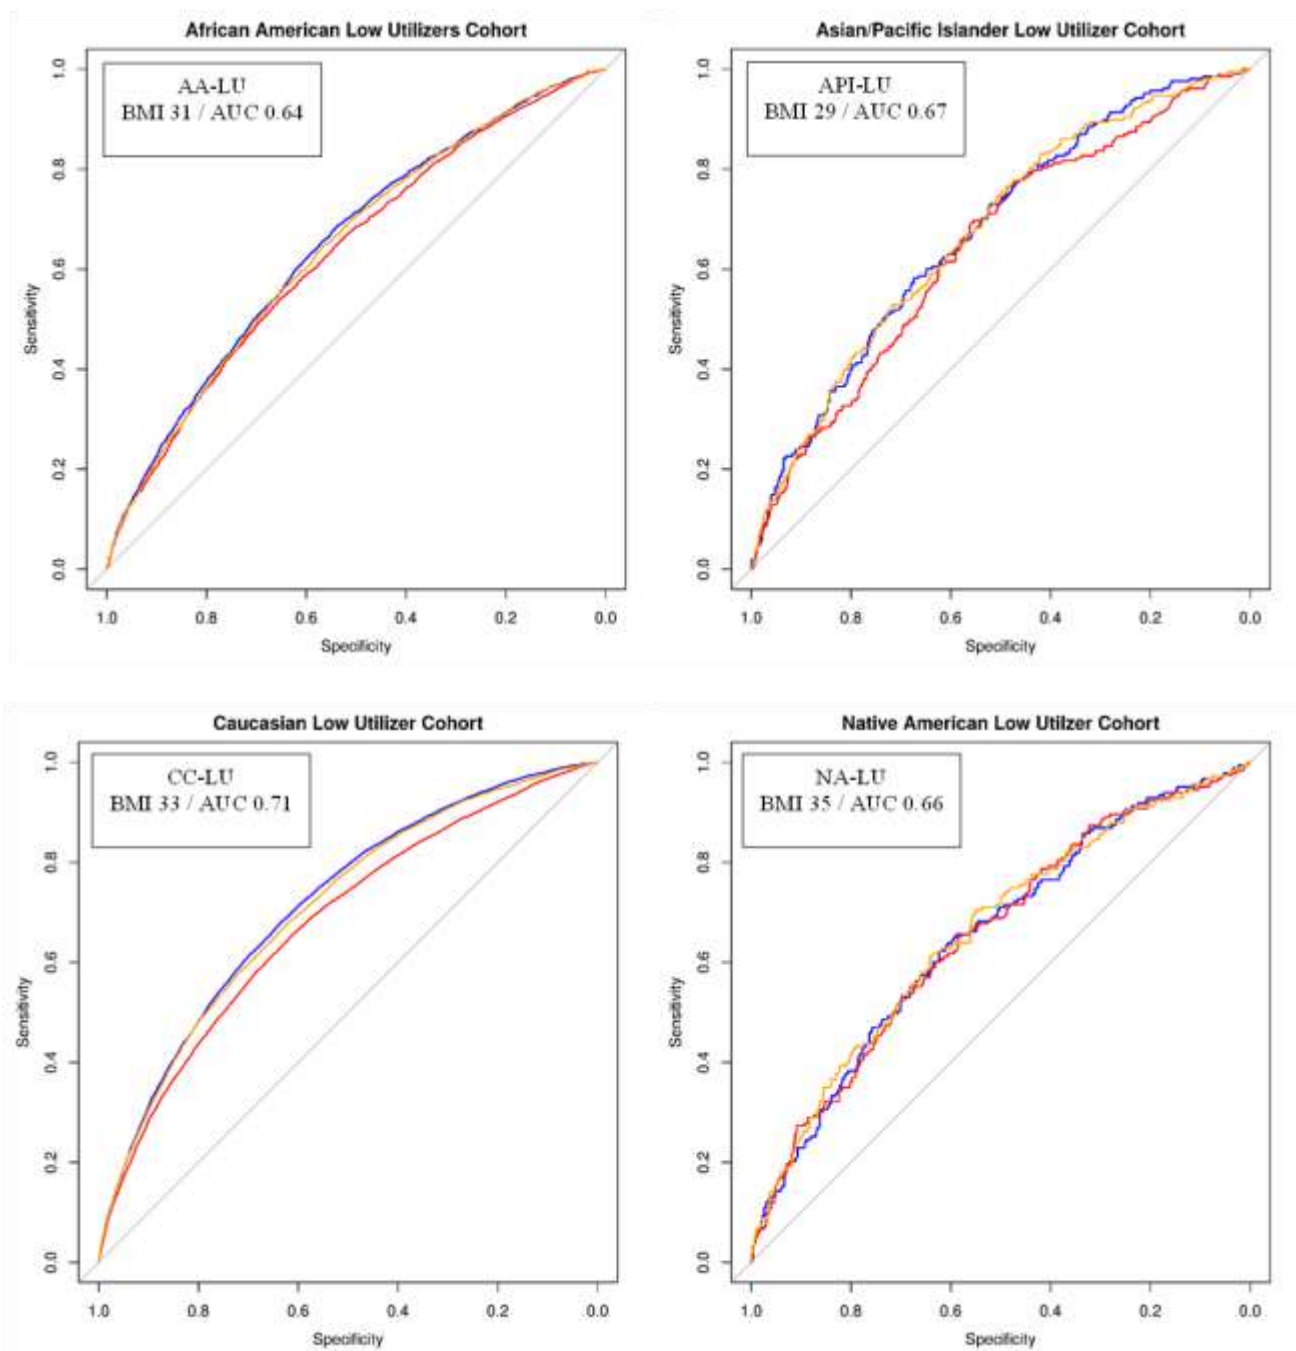 African American Low Utilizers Cohort
AA-LU
BMI 31 / AUC 0.64
1.0
0.8
0.6
0.4
0.2
0.0
Sensitivity
1.0 0.8 0.6 0.4 0.2 0.0
Specificity
Asian/Pacific Islander Low Utilizer Cohort
API-LU
BMI 29 / AUC 0.67
1.0
0.8
0.6
0.4
0.2
0.0
Sensitivity
1.0 0.8 0.6 0.4 0.2 0.0
Specificity
Caucasian Low Utilizer Cohort
CC-LU
BMI 33 / AUC 0.71
1.0
0.8
0.6
0.4
0.2
0.0
Sensitivity
1.0 0.8 0.6 0.4 0.2 0.0
Specificity
Native American Low Utilzer Cohort
NA-LU
BMI 35 / AUC 0.66
1.0
0.8
0.6
0.4
0.2
0.0
Sensitivity
1.0 0.8 0.6 0.4 0.2 0.0
Specificity